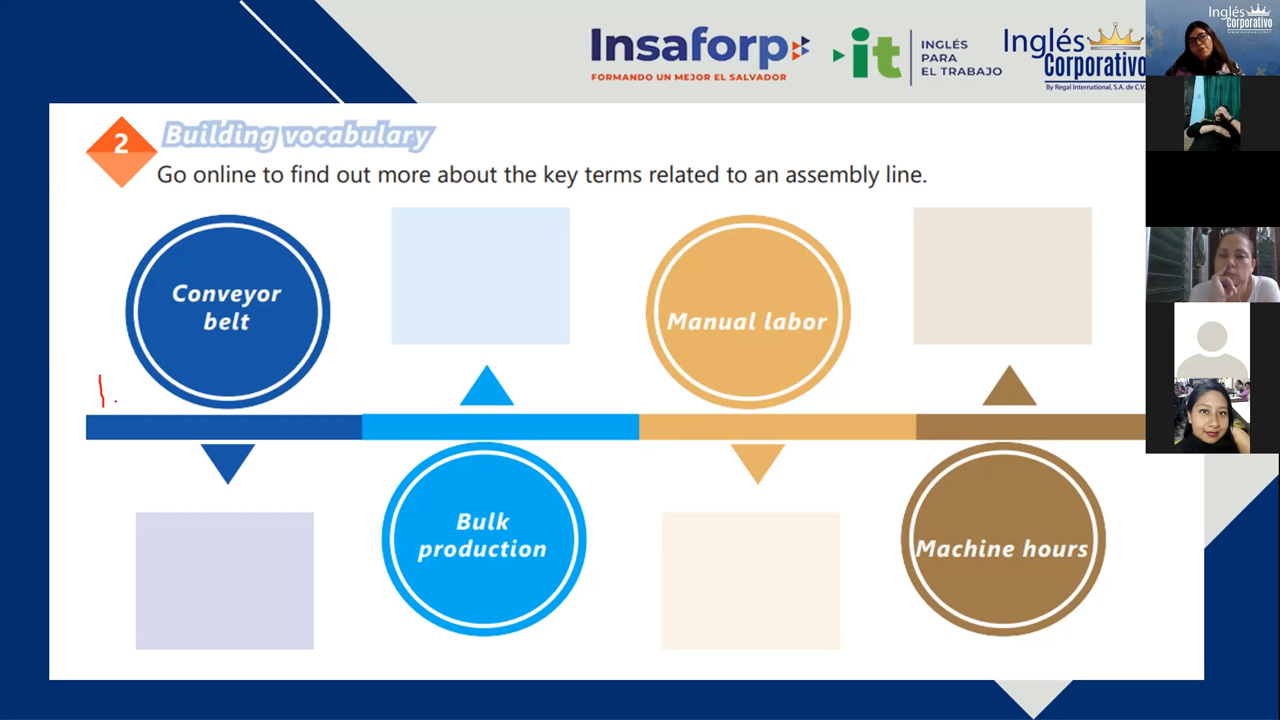 Insaforp
FORMANDO UN MEJOR EL SALVADOR
it
INGLÉS
PARA
EL TRABAJO
Inglés
Corporativo
By Regal International, S.A. de C.V.
Inglés
Corporativo
2
Building vocabulary
Go online to find out more about the key terms related to an assembly line.
Conveyor
belt
Manual labor
1.
Bulk
production
Machine hours